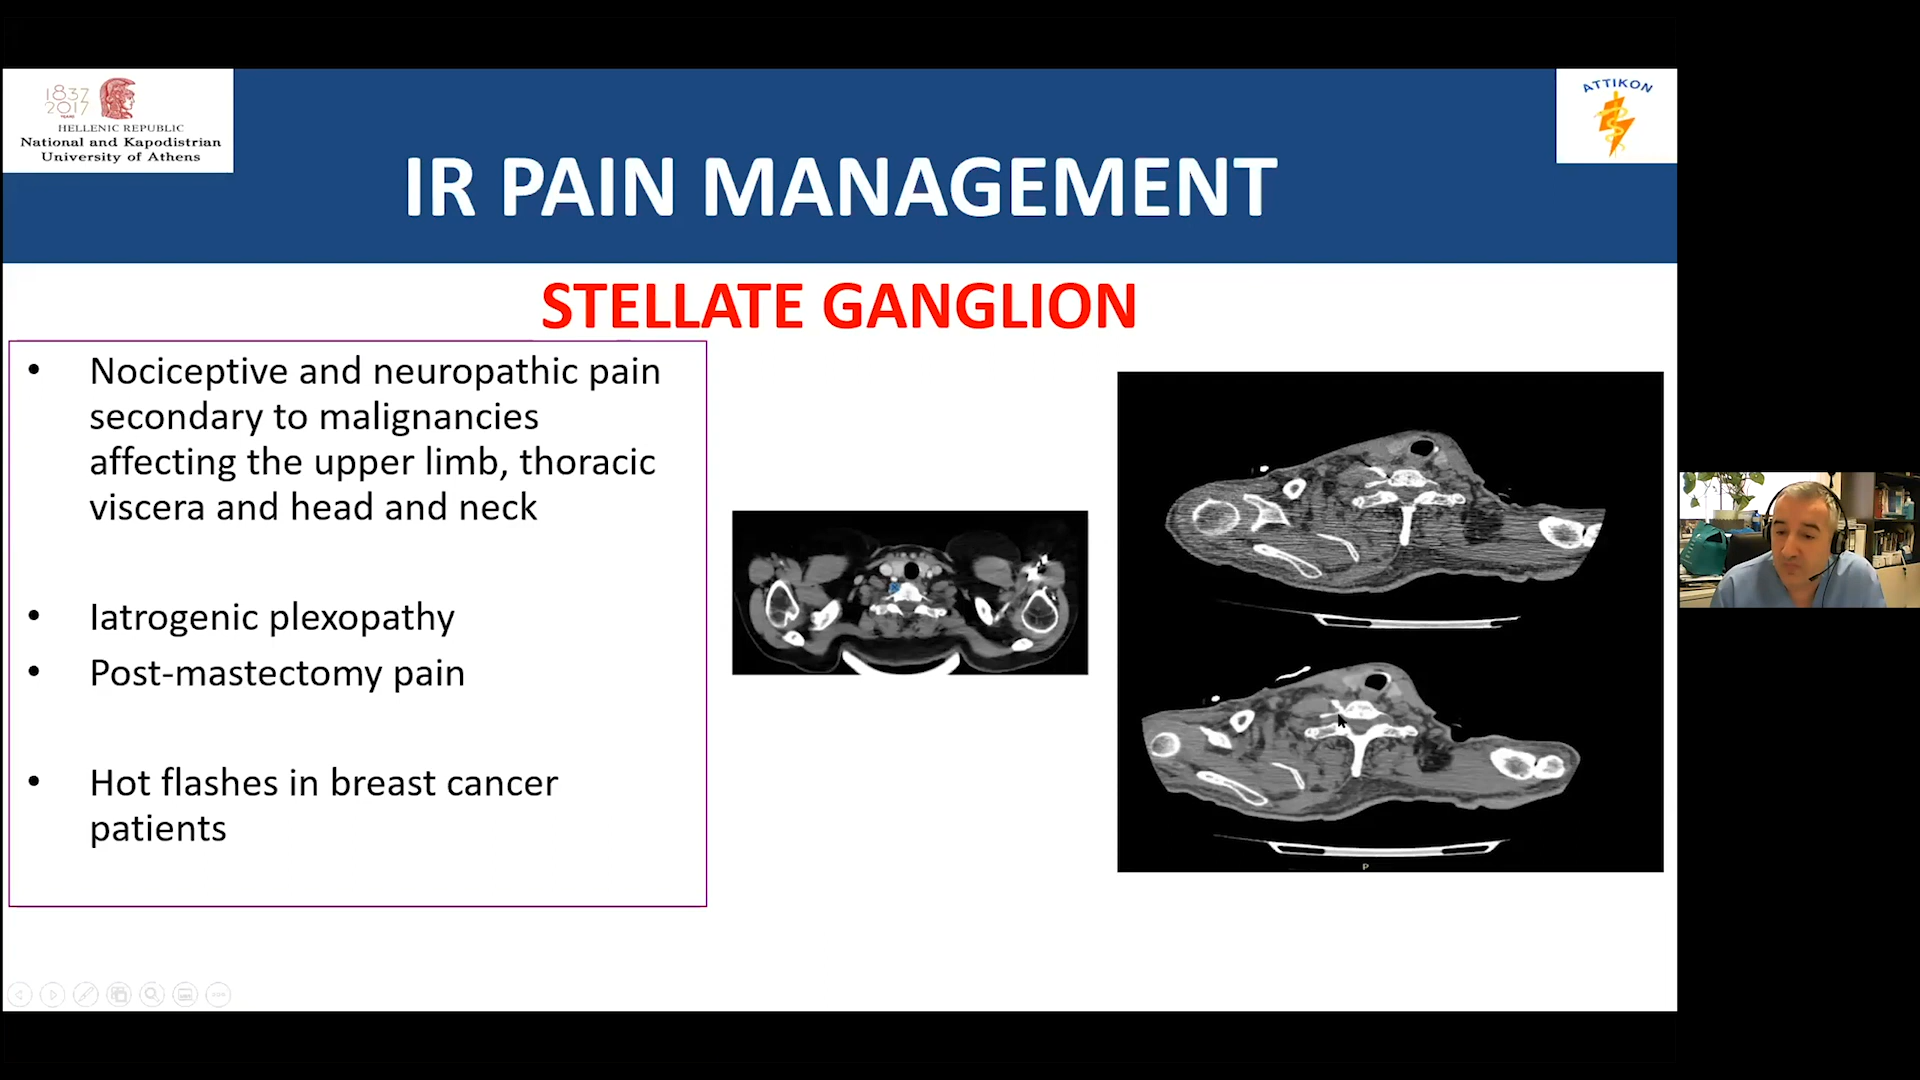 1837
2017
YEARS
HELLENIC REPUBLIC
National and Kapodistrian
University of Athens
ATTIKON
IR PAIN MANAGEMENT
STELLATE GANGLION
• Nociceptive and neuropathic pain
secondary to malignancies
affecting the upper limb, thoracic
viscera and head and neck
• Iatrogenic plexopathy
• Post-mastectomy pain
• Hot flashes in breast cancer
patients
P